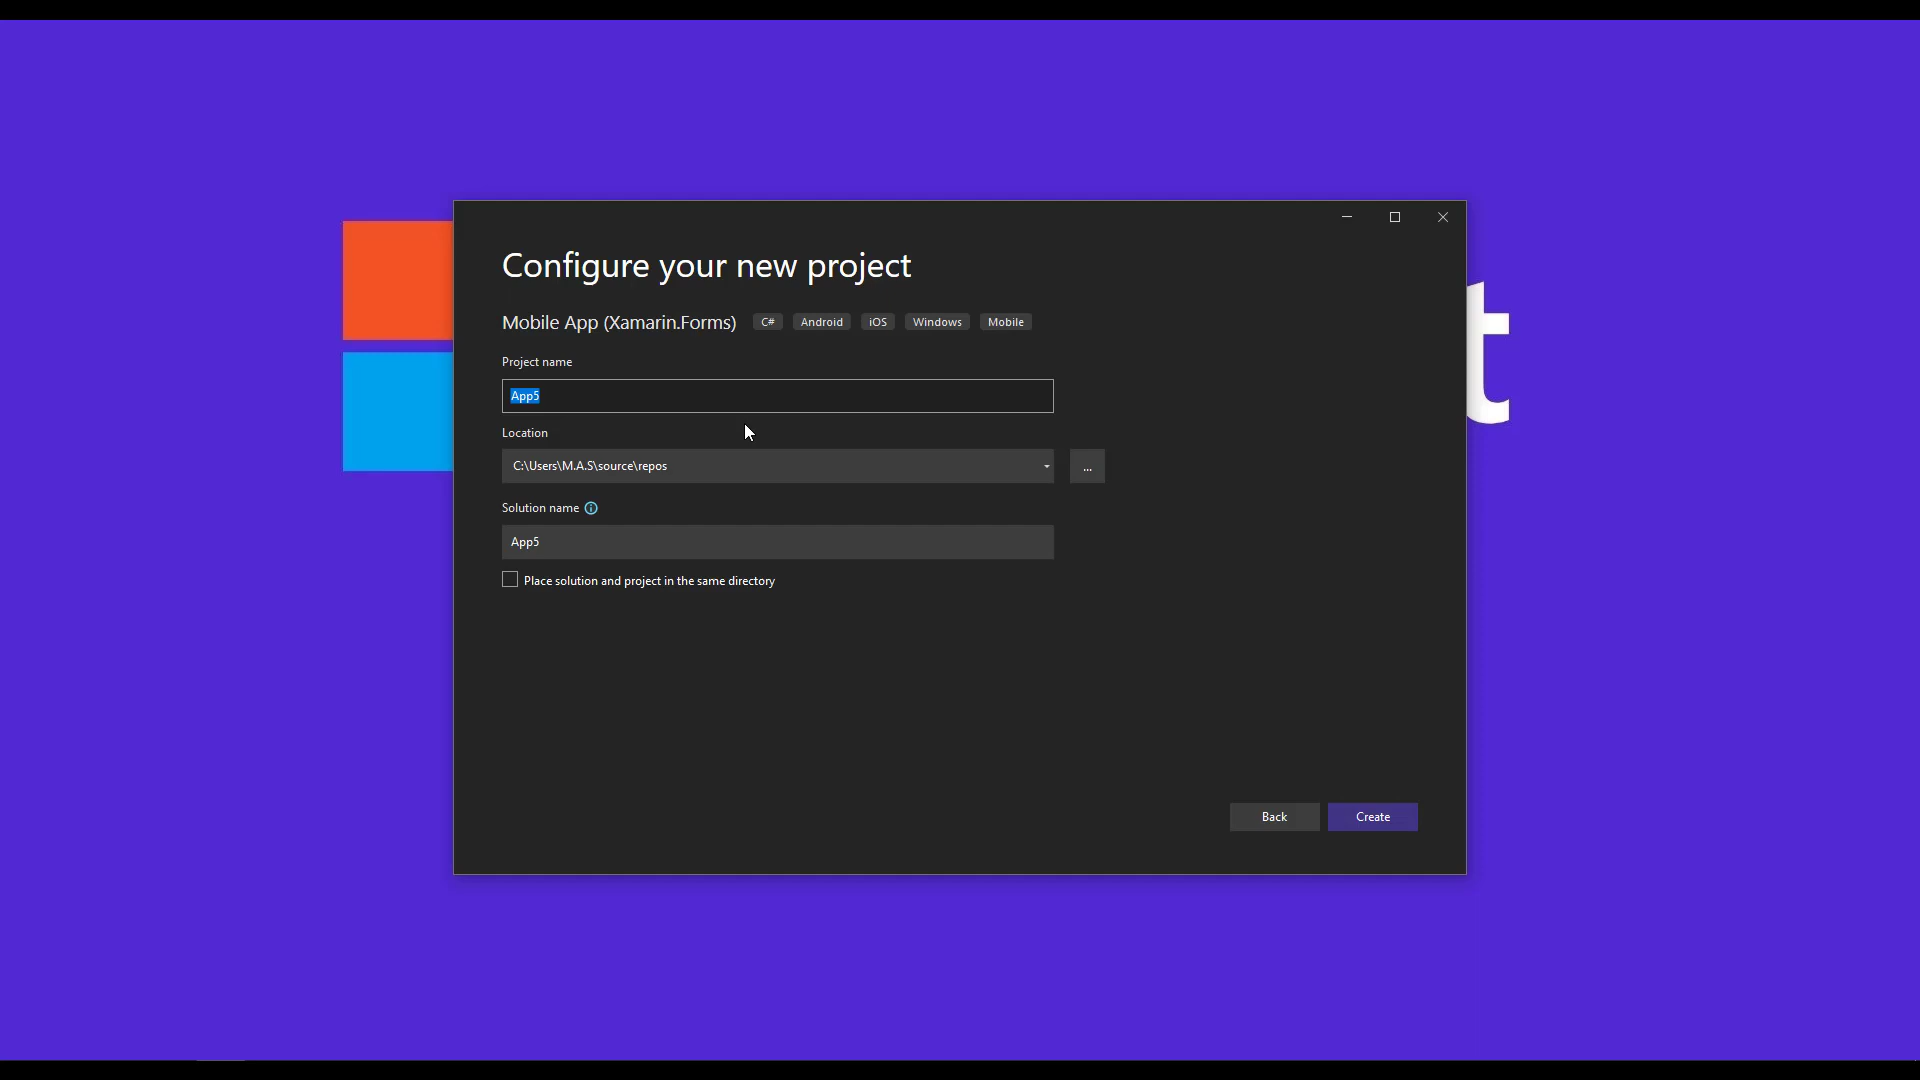 Configure your new project
Mobile App (Xamarin.Forms) C# Android iOS Windows Mobile
Project name
App5
Location
C:\Users\M.A.S\source\repos
...
Solution name
App5
Place solution and project in the same directory
Back Create
t